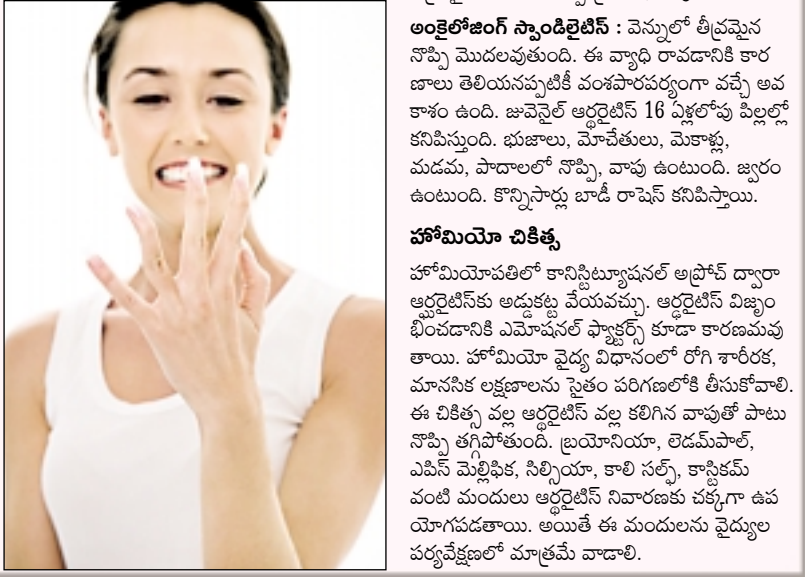 అంకైలోజింగ్ స్పాండిలైటిస్ : వెన్నులో తీవ్రమైన
నొప్పి మొదలవుతుంది. ఈ వ్యాధి రావడానికి కార
ణాలు తెలియనప్పటికీ వంశపారపర్యంగా వచ్చే అవ
కాశం ఉంది. జువెనైల్ ఆర్థరైటిస్ 16 ఏళ్లలోపు పిల్లల్లో
కనిపిస్తుంది. భుజాలు, మోచేతులు, మెకాళ్లు,
మడమ, పాదాలలో నొప్పి, వాపు ఉంటుంది. జ్వరం
ఉంటుంది. కొన్నిసార్లు బాడీ రాషెస్ కనిపిస్తాయి.
హోమియో చికిత్స
హోమియోపతిలో కానిస్టిట్యూషనల్ అప్రోచ్ ద్వారా
ఆర్థరైటిస్‌కు అడ్డుకట్ట వేయవచ్చు. ఆర్థరైటిస్ విజృం
భించడానికి ఎమోషనల్ ఫ్యాక్టర్స్ కూడా కారణమవు
తాయి. హోమియో వైద్య విధానంలో రోగి శారీరక,
మానసిక లక్షణాలను సైతం పరిగణలోకి తీసుకోవాలి.
ఈ చికిత్స వల్ల ఆర్థరైటిస్ వల్ల కలిగిన వాపుతో పాటు
నొప్పి తగ్గిపోతుంది. బ్రయోనియా, లెడమ్‌పాల్,
ఎపిస్ మెల్లిఫిక, సిల్సియా, కాలి సల్ఫ్, కాస్టికమ్
వంటి మందులు ఆర్థరైటిస్ నివారణకు చక్కగా ఉప
యోగపడతాయి. అయితే ఈ మందులను వైద్యుల
పర్యవేక్షణలో మాత్రమే వాడాలి.